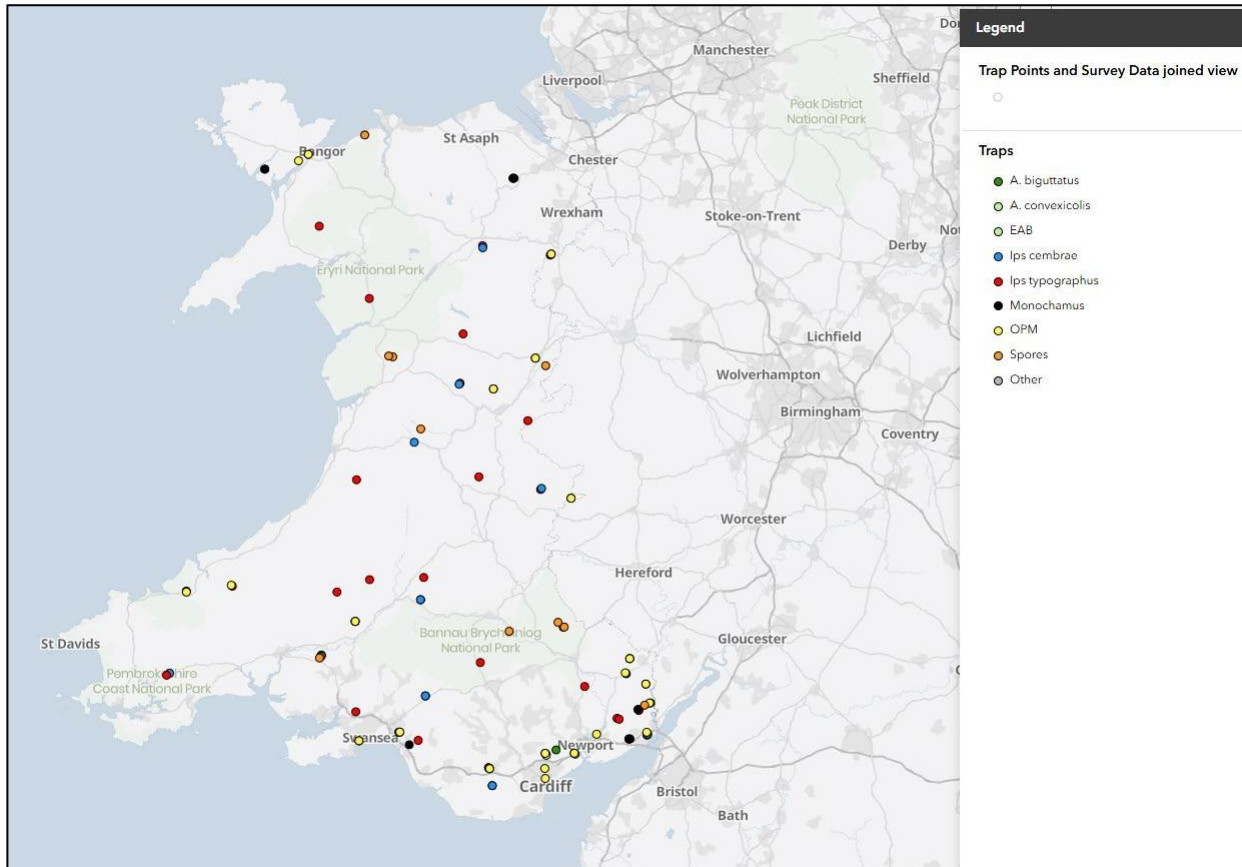 Manchester
Liverpool
Sheffield
Peak District
National Park
St Asaph
Bangor
Chester
Wrexham
Stoke-on-Trent
Derby
Eryri National Park
Lichfield
Wolverhampton
Birmingham
Coventry
Worcester
Hereford
St Davids
Bannau Brycheiniog
National Park
Gloucester
Coast National Park
Swansea
Newport
Cardiff
Bristol
Bath
Legend
Trap Points and Survey Data joined view
Traps
A. biguttatus
A. convexicolis
EAB
Ips cembrae
Ips typographus
Monochamus
OPM
Spores
Other